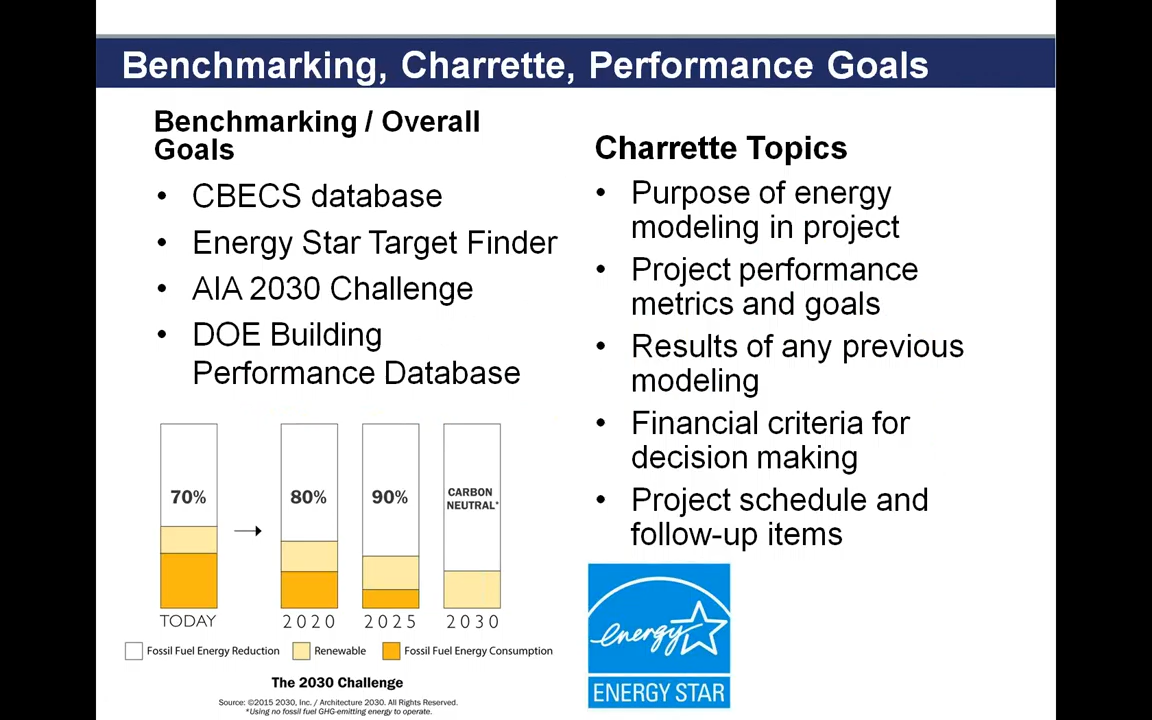 Benchmarking, Charrette, Performance Goals
Benchmarking / Overall
Goals
• CBECS database
• Energy Star Target Finder
• AIA 2030 Challenge
• DOE Building
Performance Database
70%
80%
90%
CARBON
NEUTRAL*
TODAY
2020
2025
2030
Fossil Fuel Energy Reduction
Renewable
Fossil Fuel Energy Consumption
The 2030 Challenge
Source: ©2015 2030, Inc. / Architecture 2030. All Rights Reserved.
*Using no fossil fuel GHG-emitting energy to operate.
Charrette Topics
• Purpose of energy
modeling in project
• Project performance
metrics and goals
• Results of any previous
modeling
• Financial criteria for
decision making
• Project schedule and
follow-up items
energy
ENERGY STAR